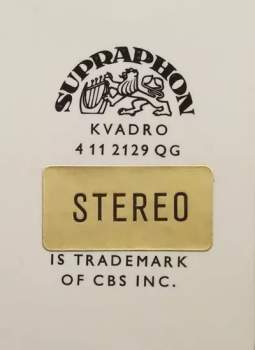 SUPRAPHON
KVADRO
4 11 2129 QG
STEREO
IS TRADEMARK
OF CBS INC.